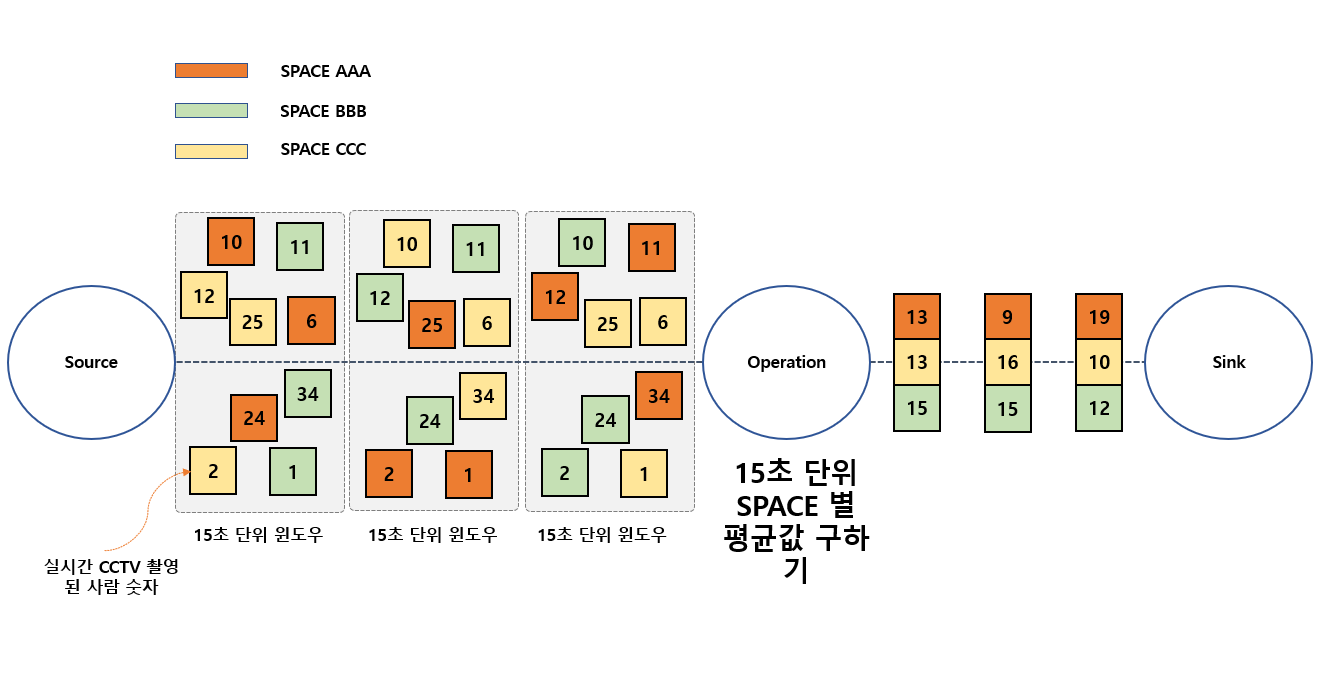 SPACE AAA
SPACE BBB
SPACE CCC
10
11
12
25
6
34
24
2
1
15초 단위 윈도우
10
11
12
25
6
34
24
2
1
15초 단위 윈도우
10
11
12
25
6
34
24
2
1
15초 단위 윈도우
Source
실시간 CCTV 촬영
된 사람 숫자
Operation
15초 단위
SPACE 별
평균값 구하
기
13
13
15
9
16
15
19
10
12
Sink